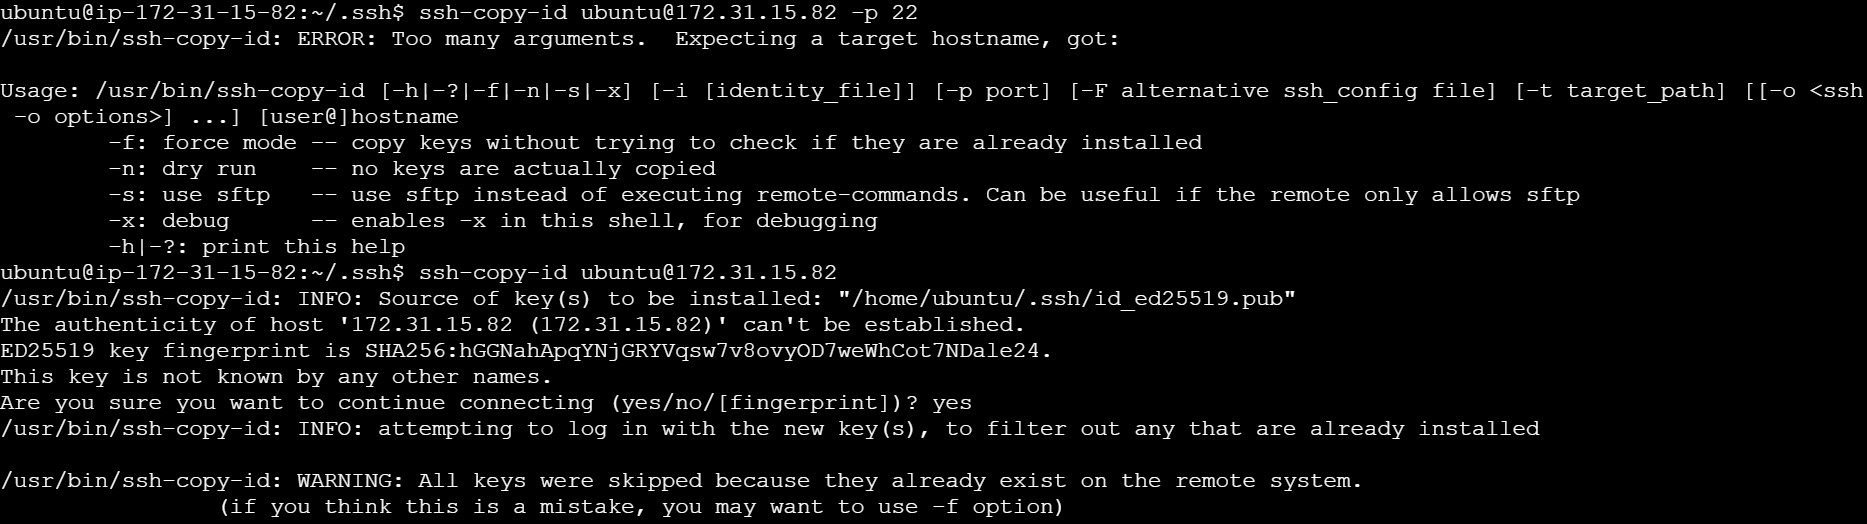 ubuntu@ip-172-31-15-82:~/.ssh$ ssh-copy-id ubuntu@172.31.15.82 -p 22
/usr/bin/ssh-copy-id: ERROR: Too many arguments.  Expecting a target hostname, got:

Usage: /usr/bin/ssh-copy-id [-h|-?|-f|-n|-s|-x] [-i [identity_file]] [-p port] [-F alternative ssh_config file] [-t target_path] [[-o <ssh
 -o options>] ...] [user@]hostname
        -f: force mode -- copy keys without trying to check if they are already installed
        -n: dry run    -- no keys are actually copied
        -s: use sftp   -- use sftp instead of executing remote-commands. Can be useful if the remote only allows sftp
        -x: debug      -- enables -x in this shell, for debugging
        -h|-?: print this help
ubuntu@ip-172-31-15-82:~/.ssh$ ssh-copy-id ubuntu@172.31.15.82
/usr/bin/ssh-copy-id: INFO: Source of key(s) to be installed: "/home/ubuntu/.ssh/id_ed25519.pub"
The authenticity of host '172.31.15.82 (172.31.15.82)' can't be established.
ED25519 key fingerprint is SHA256:hGGNahApqYNjGRYVqsw7v8ovyOD7weWhCot7NDale24.
This key is not known by any other names.
Are you sure you want to continue connecting (yes/no/[fingerprint])? yes
/usr/bin/ssh-copy-id: INFO: attempting to log in with the new key(s), to filter out any that are already installed

/usr/bin/ssh-copy-id: WARNING: All keys were skipped because they already exist on the remote system.
                (if you think this is a mistake, you may want to use -f option)